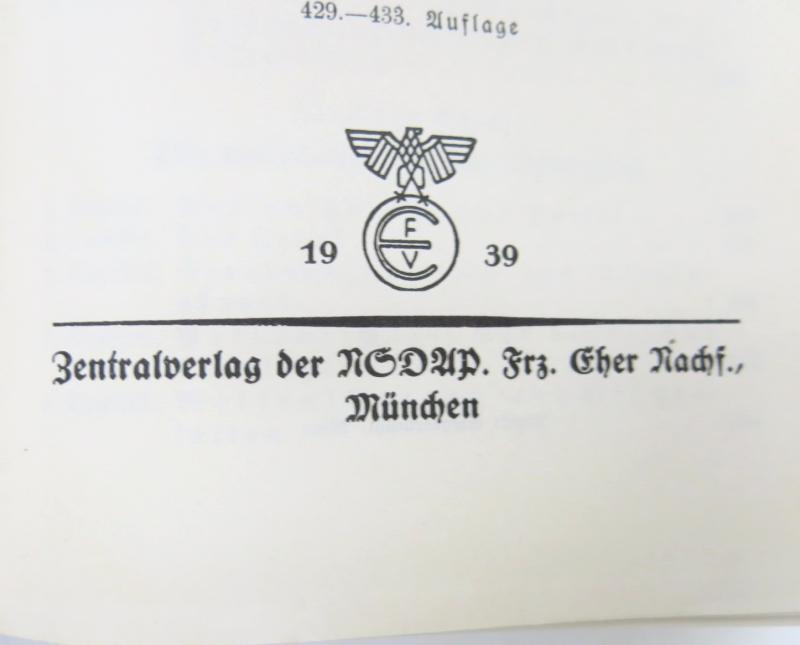 429.—433. Auflage
F
E
V
19 39
Zentralverlag der NSDAP. Frz. Eher Nachf.,
München